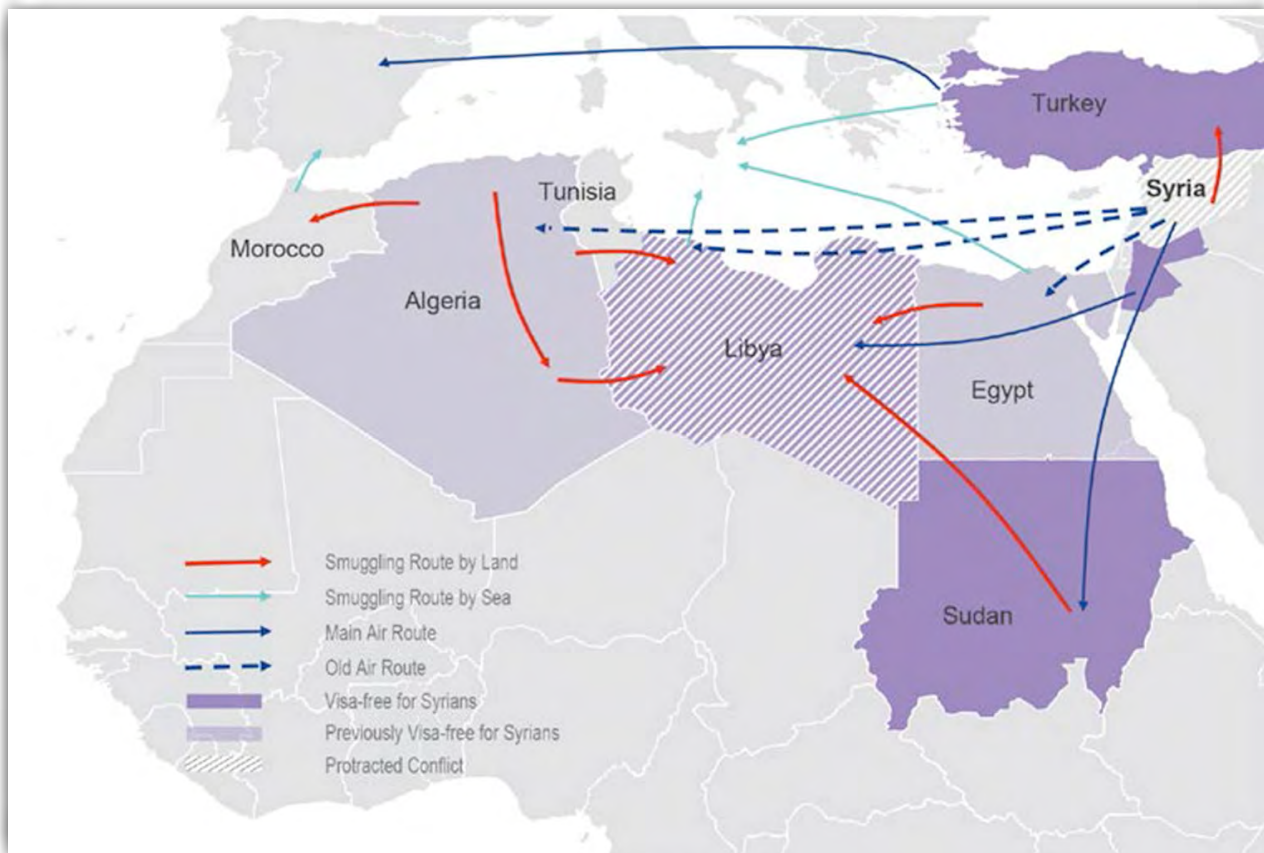 Turkey
Syria
Tunisia
Morocco
Algeria
Libya
Egypt
Sudan
Smuggling Route by Land
Smuggling Route by Sea
Main Air Route
Old Air Route
Visa-free for Syrians
Previously Visa-free for Syrians
Protracted Conflict